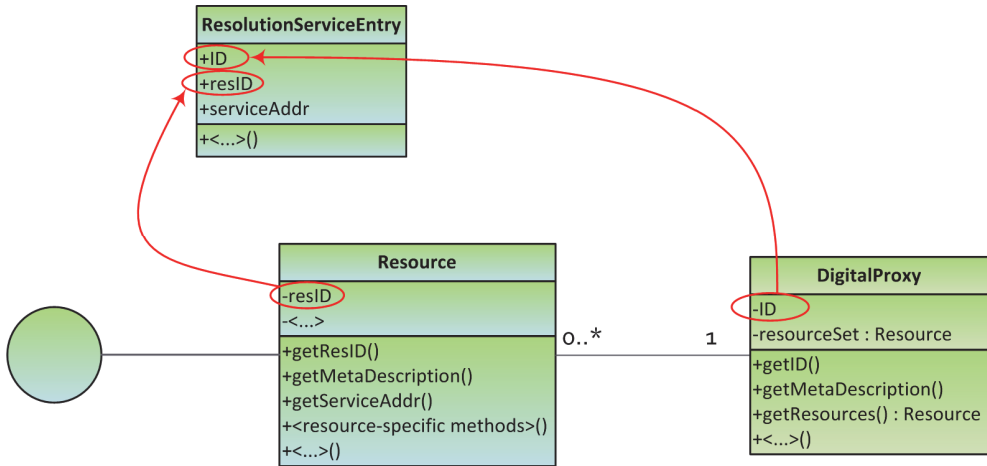 ResolutionServiceEntry
+ID
+resID
+serviceAddr
+<...>()
Resource
-resID
-<...>
+getResID()
+getMetaDescription()
+getServiceAddr()
+<resource-specific methods>()
+<...>()
0..*
1
DigitalProxy
-ID
-resourceSet : Resource
+getID()
+getMetaDescription()
+getResources() : Resource
+<...>()